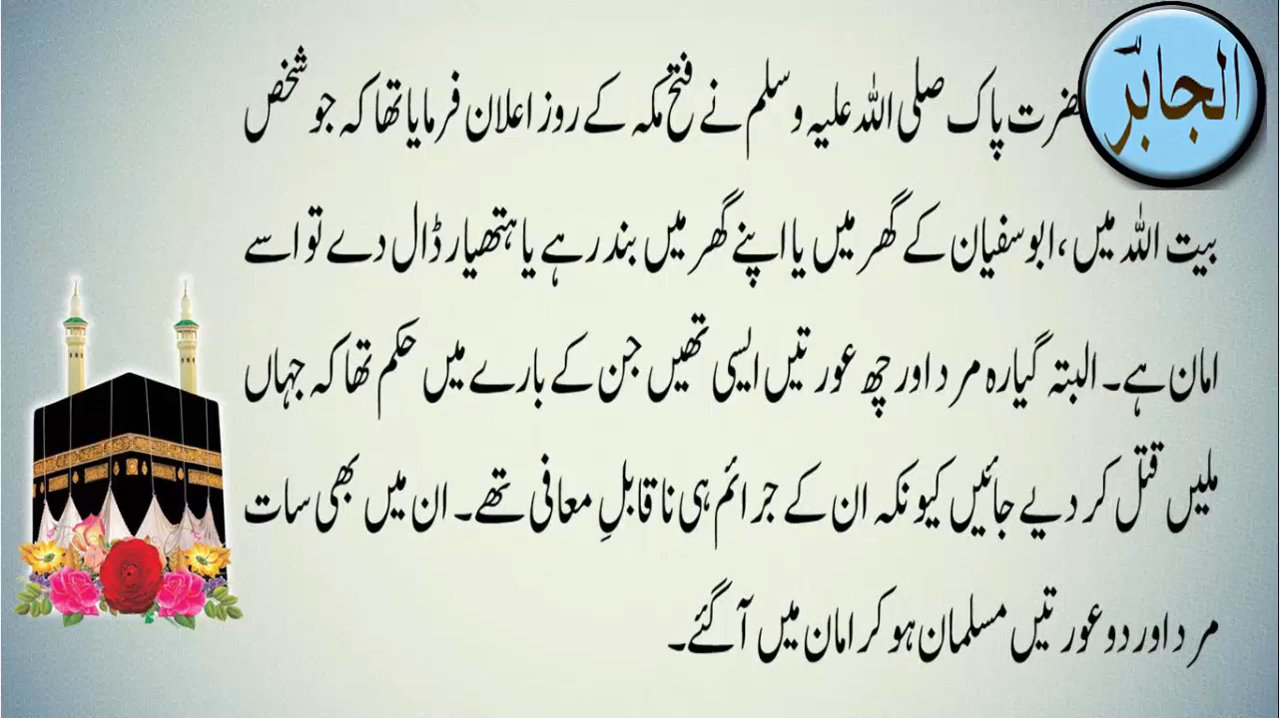 الجابرّ
حضرت پاک صلی اللہ علیہ وسلم نے فتح مکہ کے روز اعلان فرمایا تھا کہ جو شخص
بیت اللہ میں، ابوسفیان کے گھر میں یا اپنے گھر میں بند رہے یا ہتھیار ڈال دے تو اسے
امان ہے۔ البتہ گیارہ مرد اور چھ عورتیں ایسی تھیں جن کے بارے میں حکم تھا کہ جہاں
ملیں قتل کر دیے جائیں کیونکہ ان کے جرائم ہی ناقابلِ معافی تھے۔ ان میں بھی سات
مرد اور دو عورتیں مسلمان ہو کر امان میں آ گئے۔